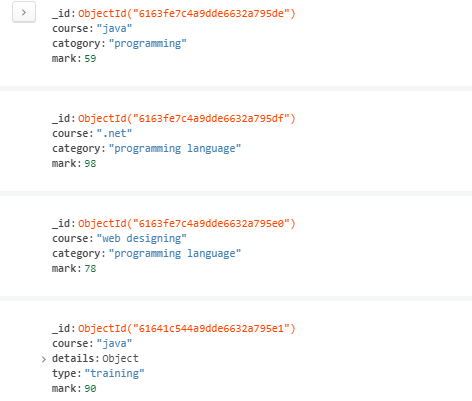 _id:ObjectId("6163fe7c4a9dde6632a795de")
course:"java"
catogory:"programming"
mark:59
_id:ObjectId("6163fe7c4a9dde6632a795df")
course:".net"
category:"programming language"
mark:98
_id:ObjectId("6163fe7c4a9dde6632a795e0")
course:"web designing"
category:"programming language"
mark:78
_id:ObjectId("61641c544a9dde6632a795e1")
course:"java"
details:Object
type:"training"
mark:90